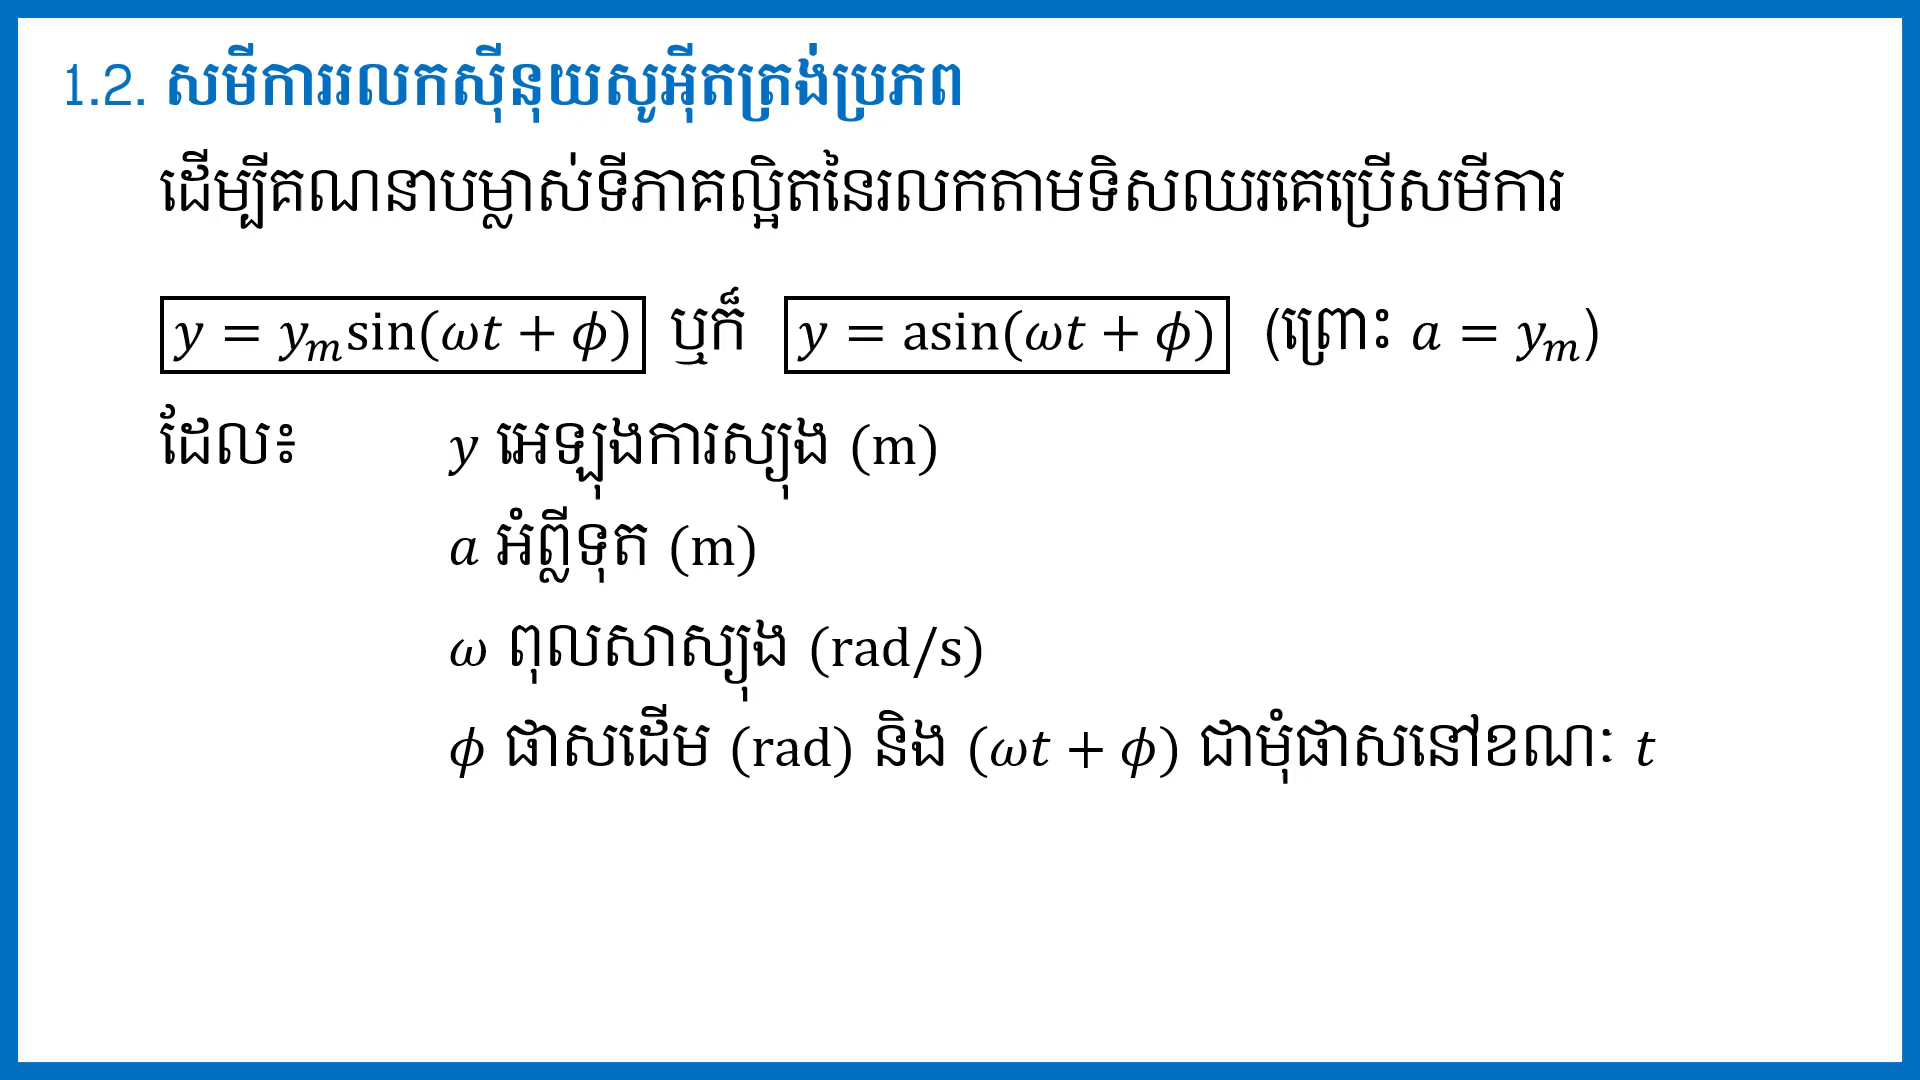 1.2. សមីការរលកស៊ីនុយសូអ៊ីតត្រង់ប្រភព
ដើម្បីគណនាបម្លាស់ទីភាគល្អិតនៃរលកតាមទិសឈរគេប្រើសមីការ
y = yₘsin(ωt + ϕ) ឬក៏ y = asin(ωt + ϕ) (ព្រោះ a = yₘ)
ដែល៖ y អេឡុងការស្យុង (m)
a អំព្លីទុត (m)
ω ពុលសាស្យុង (rad/s)
ϕ ផាសដើម (rad) និង (ωt + ϕ) ជាមុំផាសនៅខណៈ t